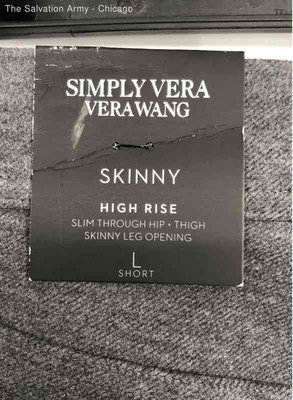 The Salvation Army - Chicago
SIMPLY VERA
VERA WANG
SKINNY
HIGH RISE
SLIM THROUGH HIP + THIGH
SKINNY LEG OPENING
L
SHORT